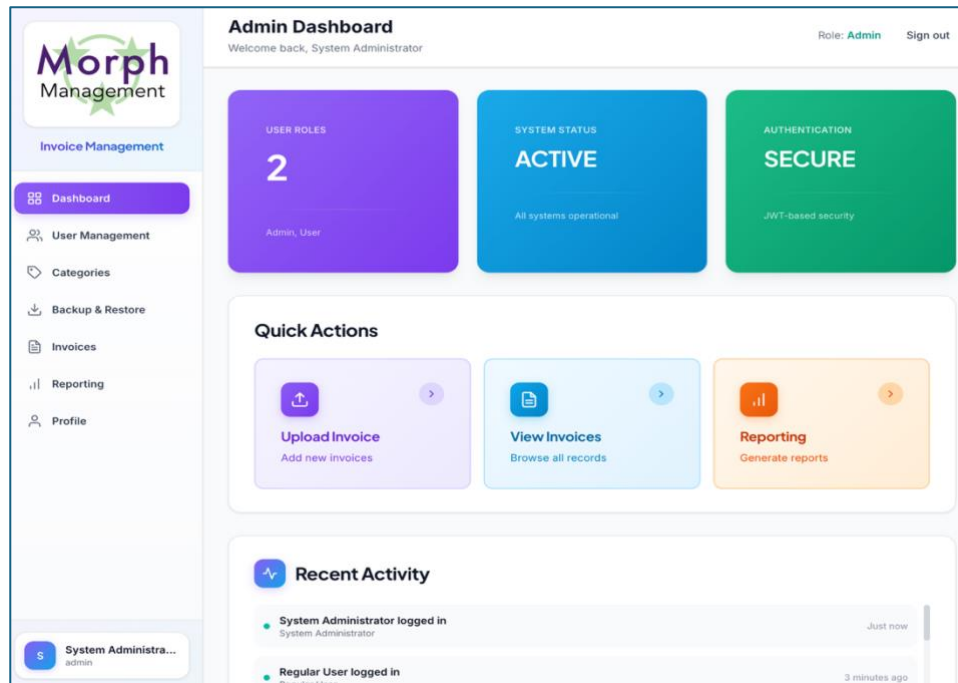 Morph
Management
Invoice Management
Dashboard
User Management
Categories
Backup & Restore
Invoices
Reporting
Profile
S
System Administra...
admin
Admin Dashboard
Welcome back, System Administrator
Role: Admin
Sign out
USER ROLES
2
Admin, User
SYSTEM STATUS
ACTIVE
All systems operational
AUTHENTICATION
SECURE
JWT-based security
Quick Actions
Upload Invoice
Add new invoices
View Invoices
Browse all records
Reporting
Generate reports
Recent Activity
System Administrator logged in
System Administrator
Just now
Regular User logged in
3 minutes ago